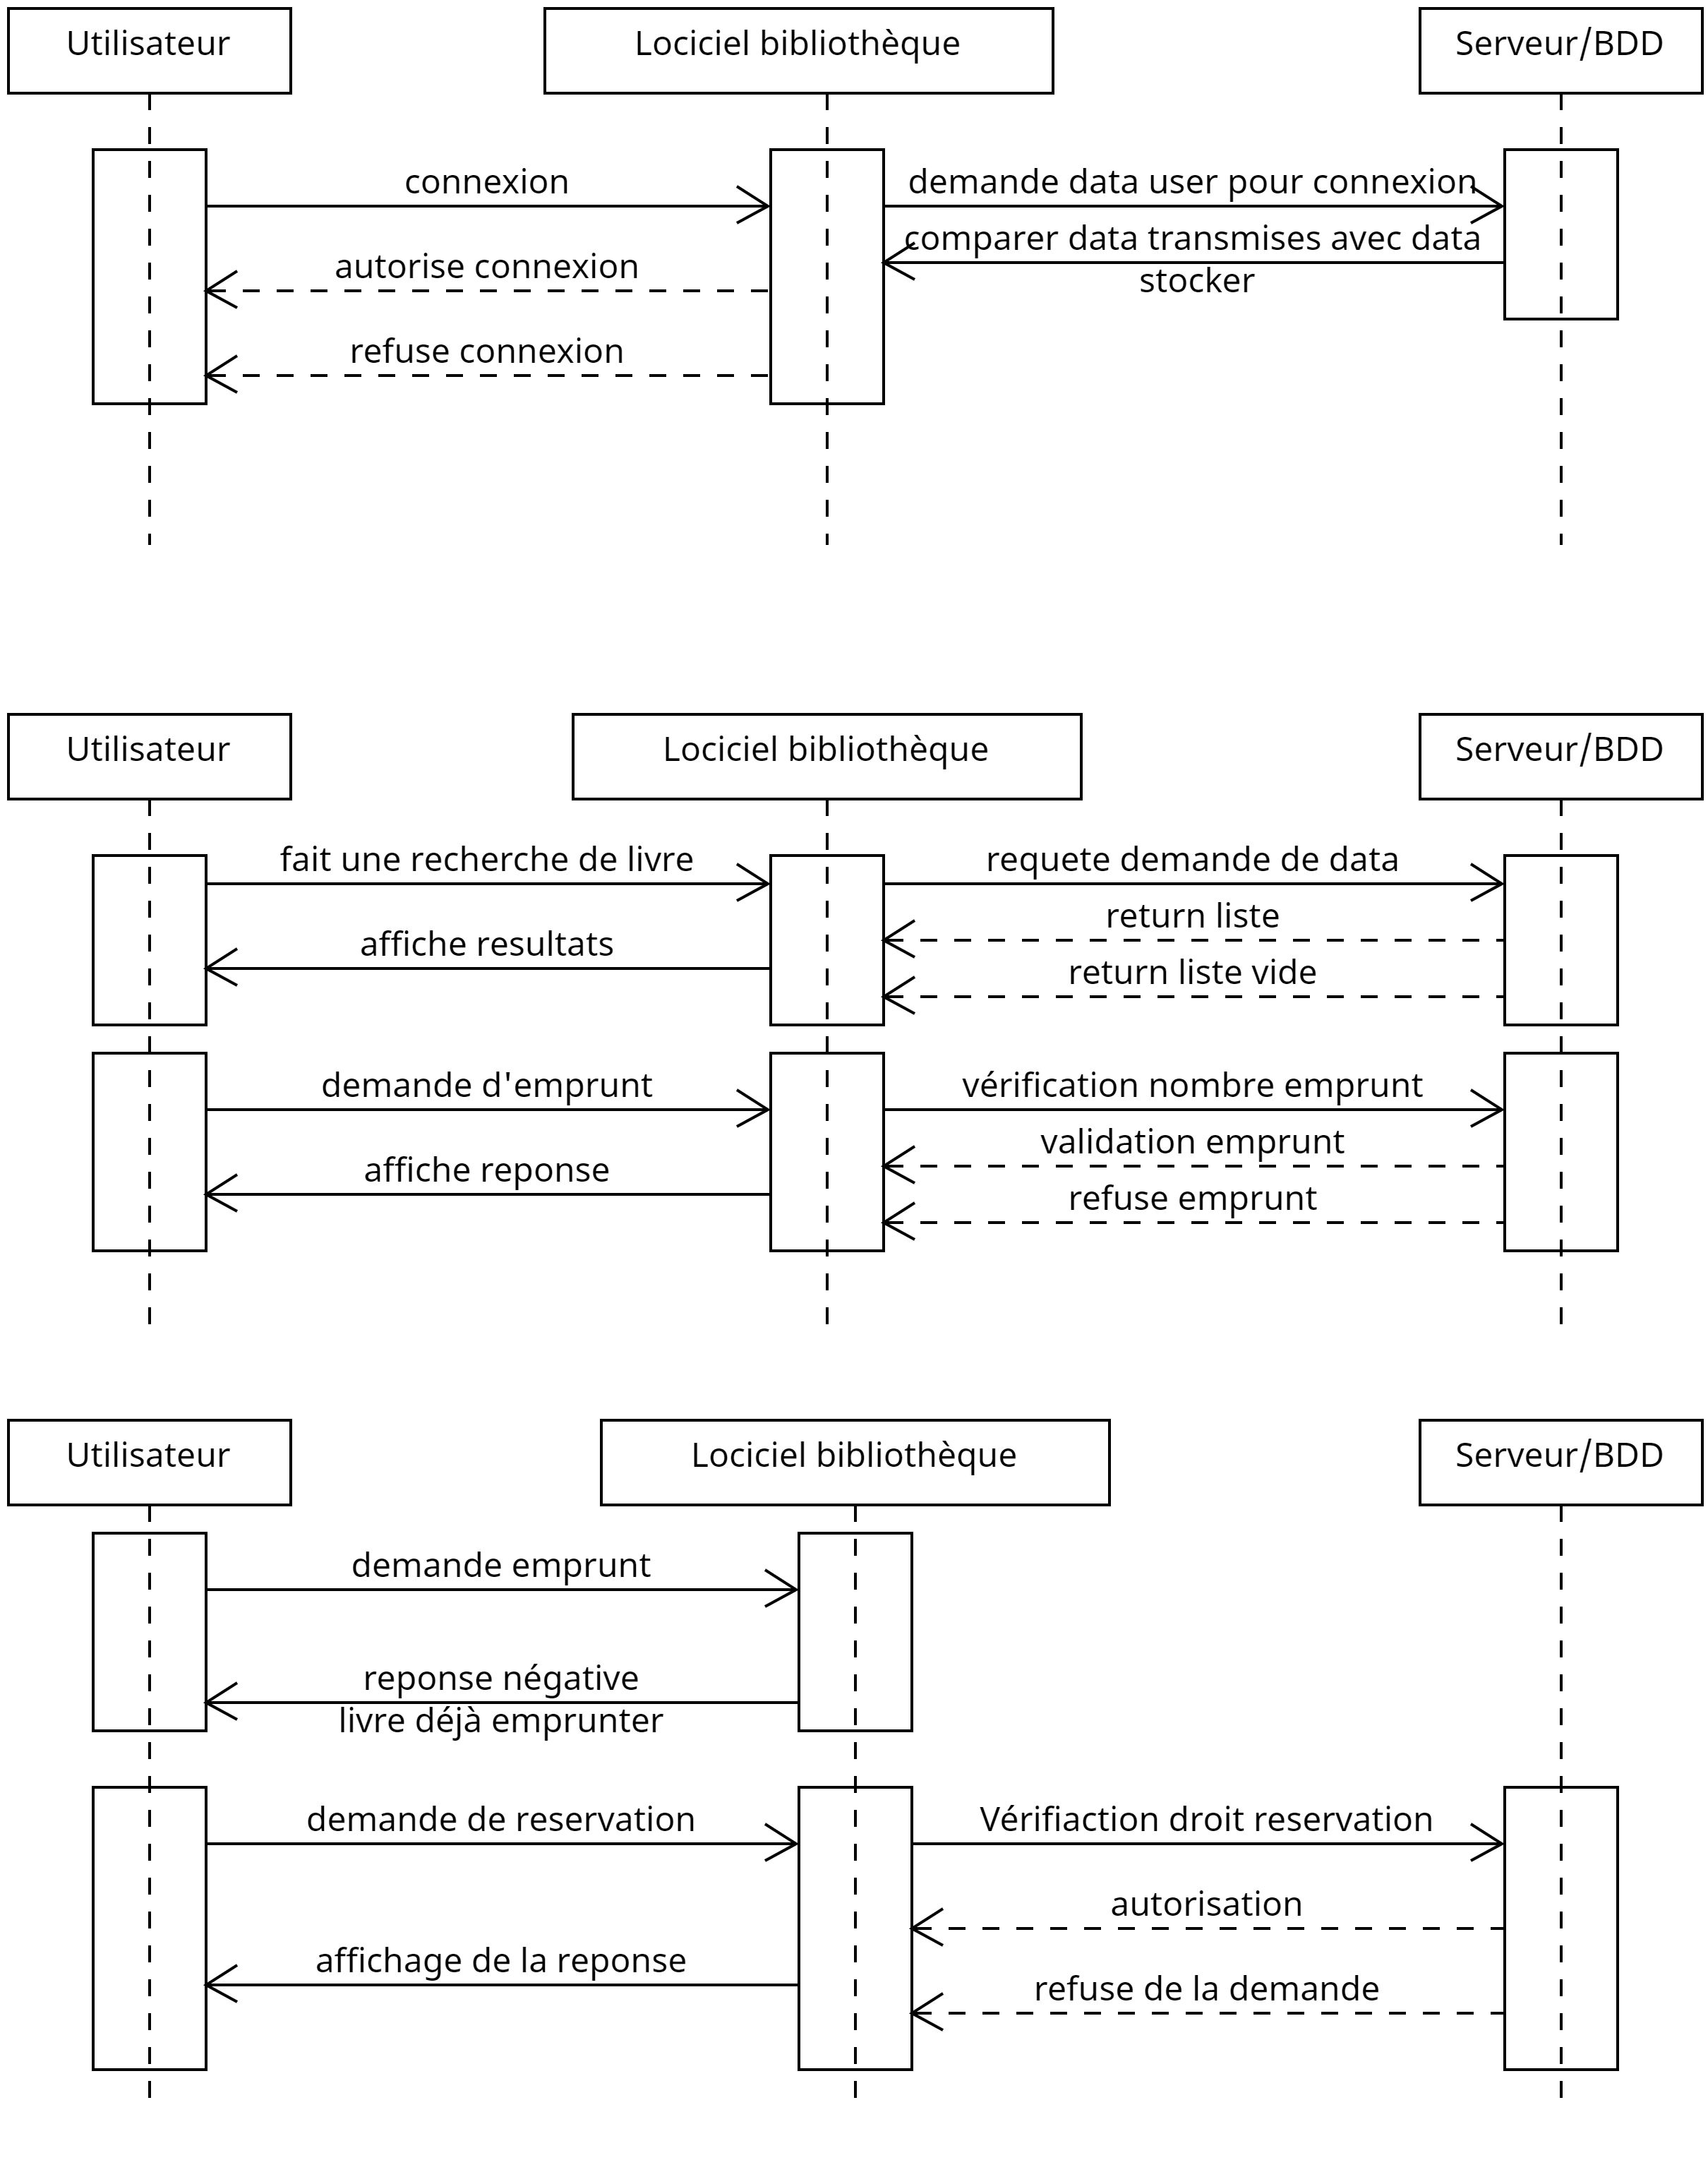 Utilisateur
Lociciel bibliothèque
Serveur/BDD
connexion
demande data user pour connexion
comparer data transmises avec data
stocker
autorise connexion
refuse connexion
Utilisateur
Lociciel bibliothèque
Serveur/BDD
fait une recherche de livre
requete demande de data
return liste
affiche resultats
return liste vide
demande d'emprunt
vérification nombre emprunt
validation emprunt
affiche reponse
refuse emprunt
Utilisateur
Lociciel bibliothèque
Serveur/BDD
demande emprunt
reponse négative
livre déjà emprunter
demande de reservation
Vérifiaction droit reservation
autorisation
affichage de la reponse
refuse de la demande